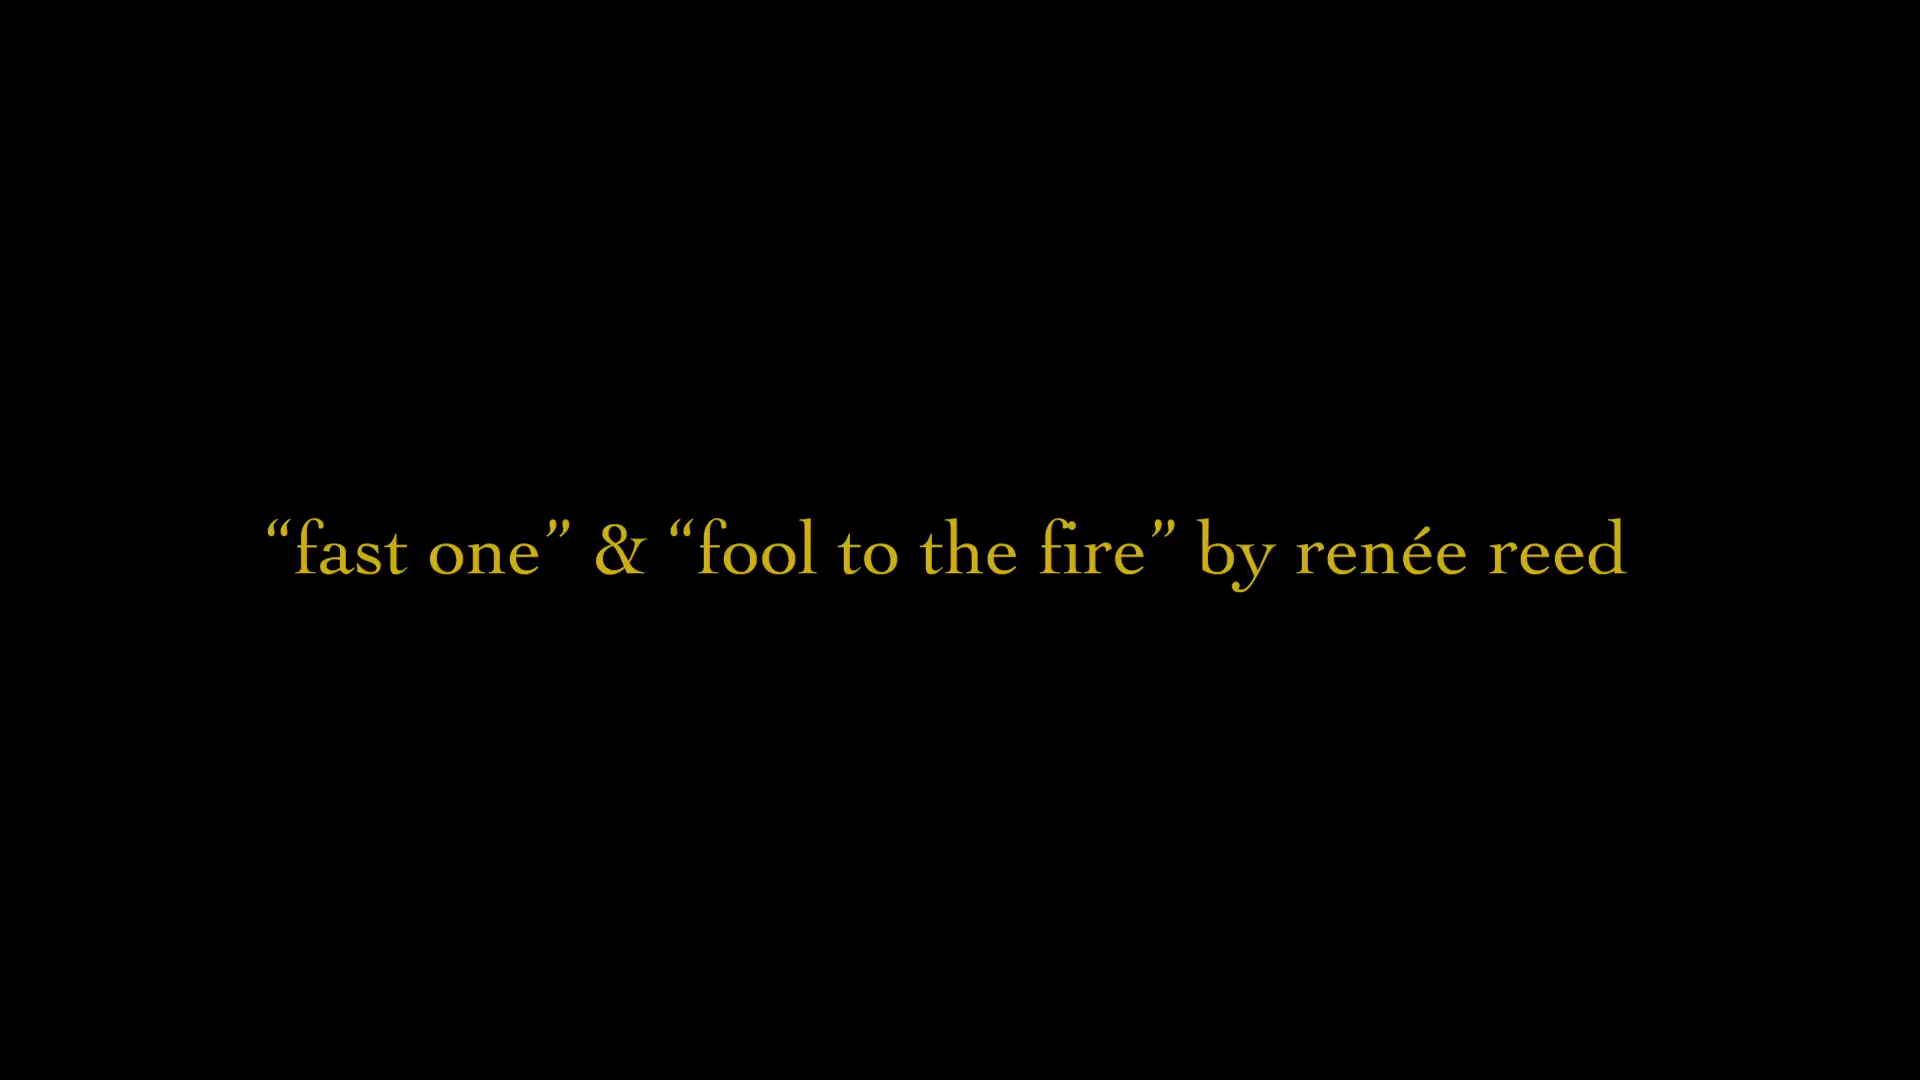 “fast one” & “fool to the fire” by renée reed